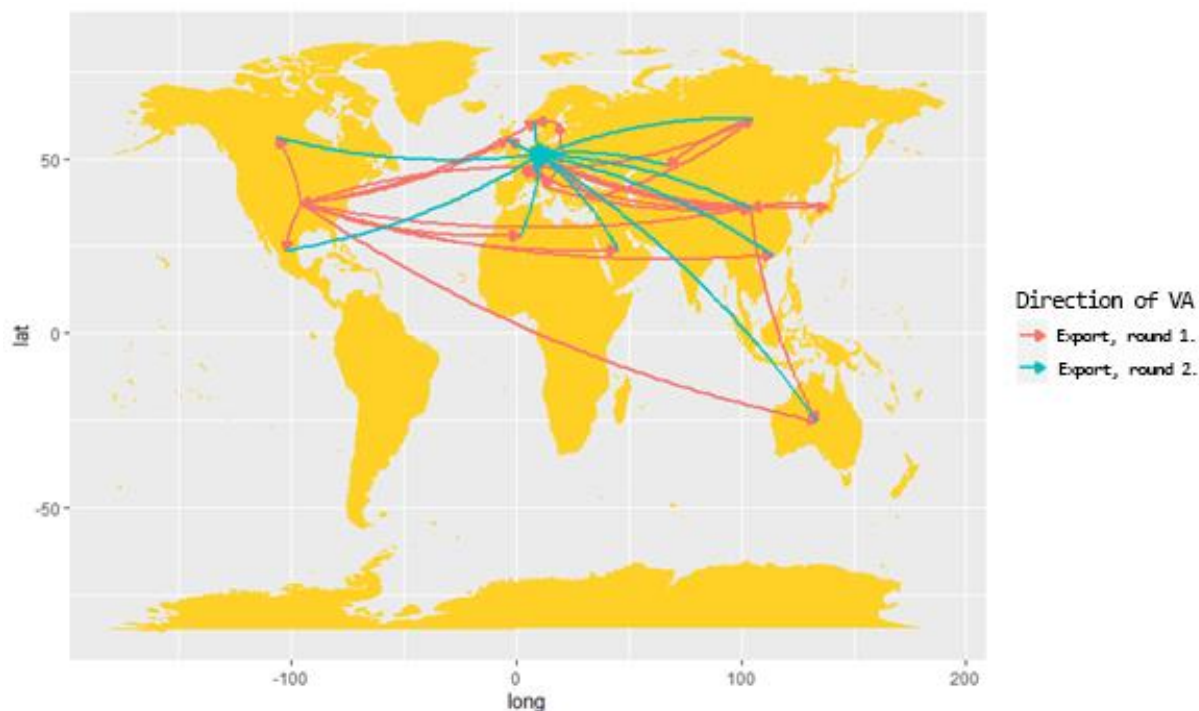 50-
0-
-50-
lat
-100
0
100
200
long
Direction of VA
Export, round 1.
Export, round 2.